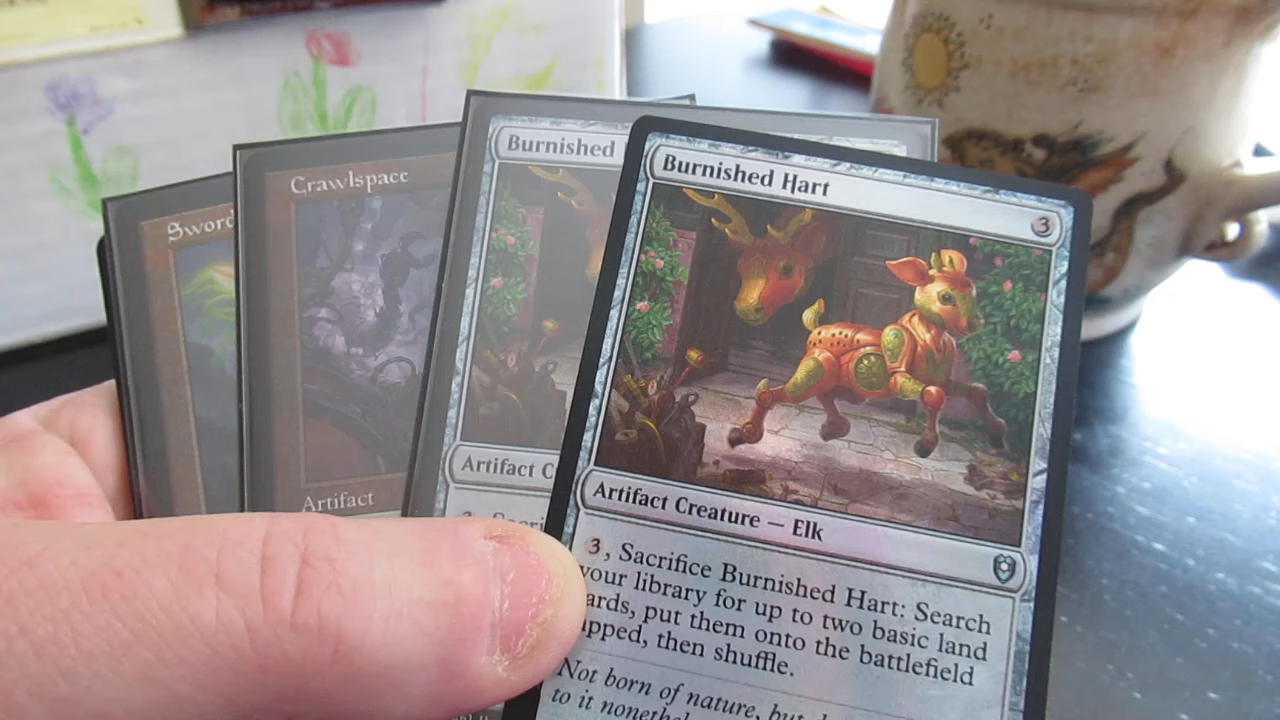 Sword
Crawlspace
Artifact
Burnished
Artifact C
Burnished Hart
3
Artifact Creature — Elk
3, Sacrifice Burnished Hart: Search
your library for up to two basic land
ards, put them onto the battlefield
pped, then shuffle.
Not born of nature, but
to it noneth